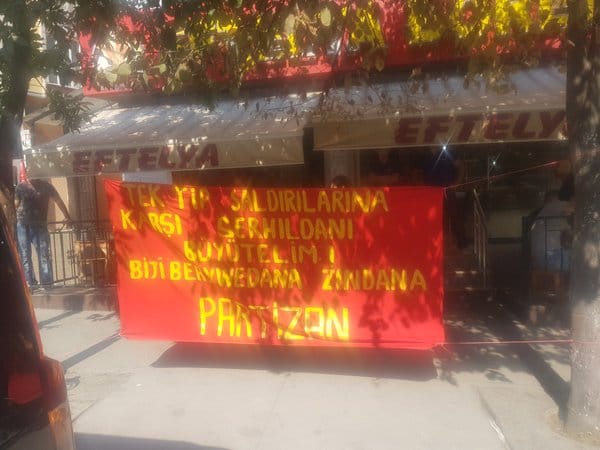 EFTELYA
EFTELYA
TEK TİP SALDIRILARINA
KARŞI SERHILDANI
BÜYÜTELİM!
BIJI BERXWEDANA ZINDANA
PARTİZAN